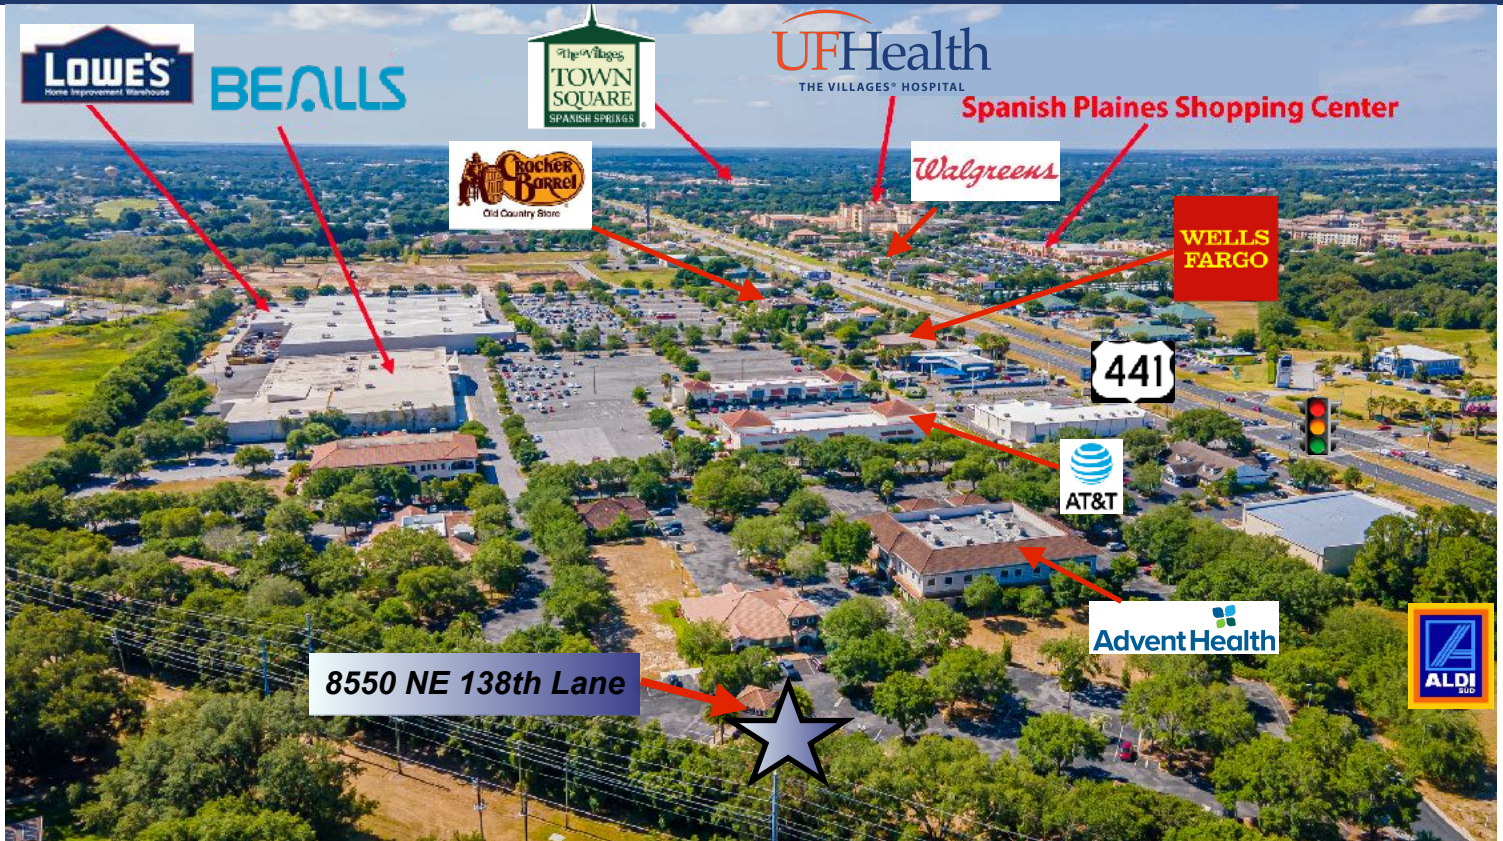 LOWE'S
Home Improvement Warehouse
BEALLS
The Villages
TOWN
SQUARE
SPANISH SPRINGS
UFHealth
THE VILLAGES® HOSPITAL
Spanish Plaines Shopping Center
Cracker
Barrel
Old Country Store
Walgreens
WELLS
FARGO
441
AT&T
AdventHealth
8550 NE 138th Lane
ALDI
SÜD